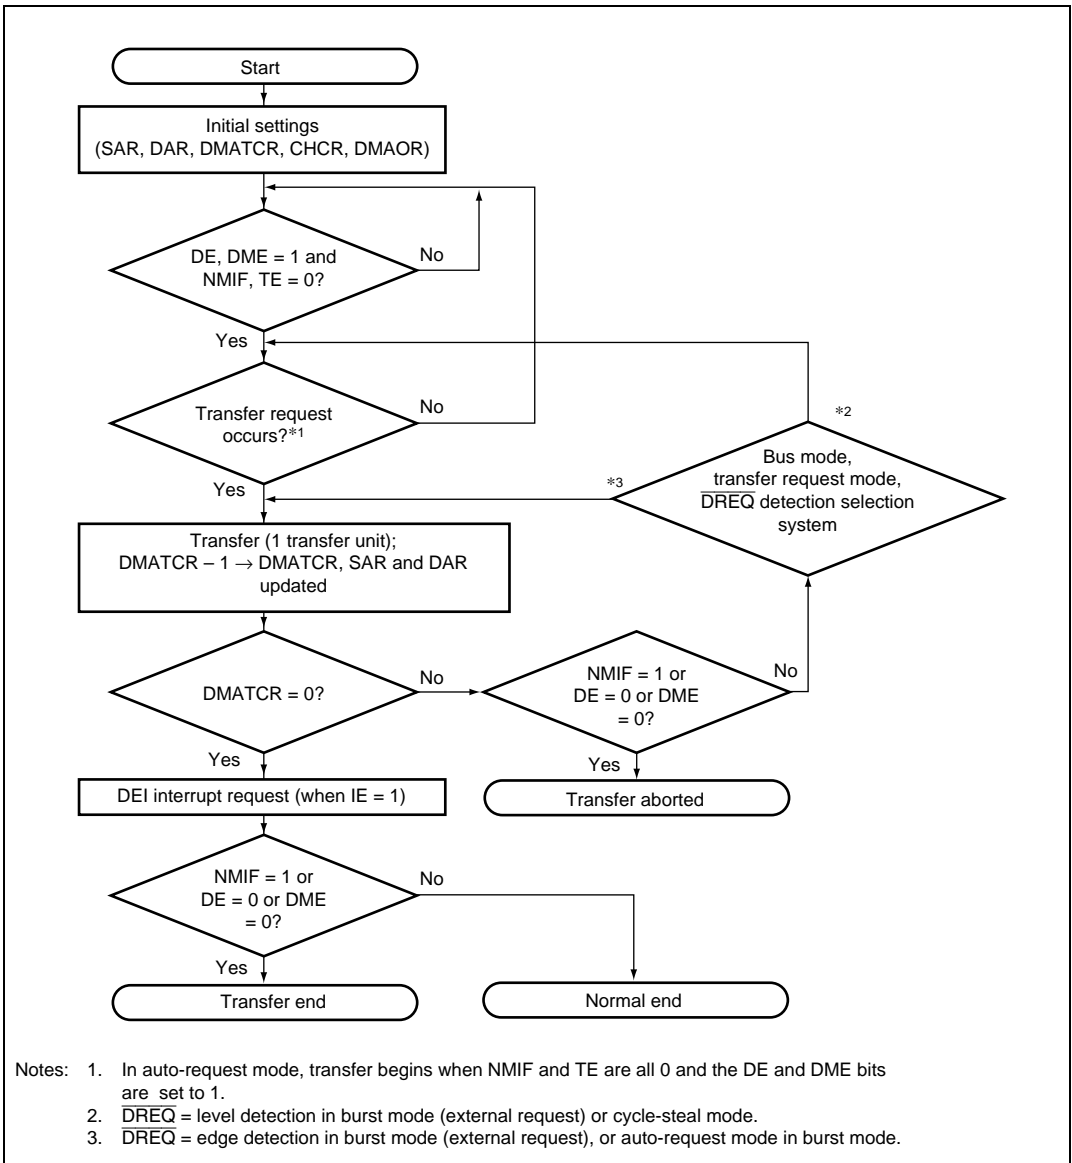 Start
Initial settings
(SAR, DAR, DMATCR, CHCR, DMAOR)
DE, DME = 1 and
NMIF, TE = 0?
No
Yes
Transfer request
occurs?*1
No
Yes
*2
Bus mode,
transfer request mode,
DREQ detection selection
system
*3
Transfer (1 transfer unit);
DMATCR – 1 → DMATCR, SAR and DAR
updated
DMATCR = 0?
No
Yes
NMIF = 1 or
DE = 0 or DME
= 0?
No
Yes
Transfer aborted
DEI interrupt request (when IE = 1)
NMIF = 1 or
DE = 0 or DME
= 0?
No
Yes
Transfer end
Normal end
Notes: 1. In auto-request mode, transfer begins when NMIF and TE are all 0 and the DE and DME bits
are set to 1.
2. DREQ = level detection in burst mode (external request) or cycle-steal mode.
3. DREQ = edge detection in burst mode (external request), or auto-request mode in burst mode.